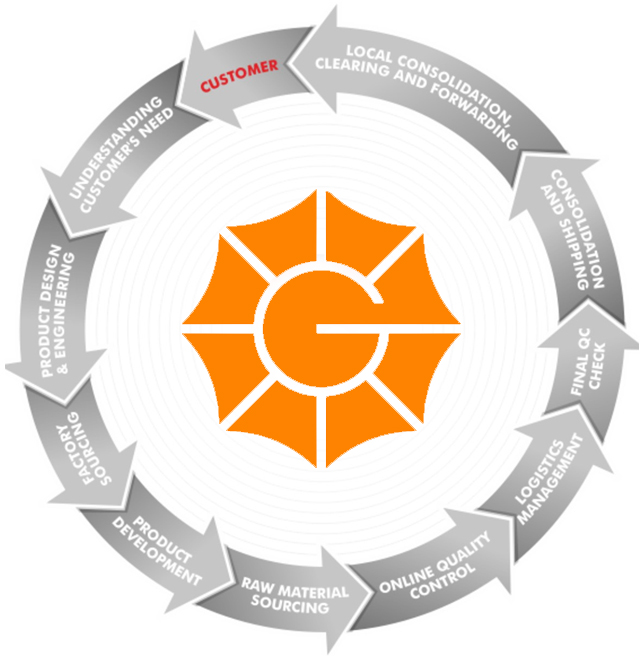 CUSTOMER
UNDERSTANDING
CUSTOMER'S NEED
PRODUCT DESIGN
& ENGINEERING
FACTORY
SOURCING
PRODUCT
DEVELOPMENT
RAW MATERIAL
SOURCING
ONLINE QUALITY
CONTROL
LOGISTICS
MANAGEMENT
FINAL QC
CHECK
CONSOLIDATION
AND SHIPPING
LOCAL CONSOLIDATION,
CLEARING AND FORWARDING
G